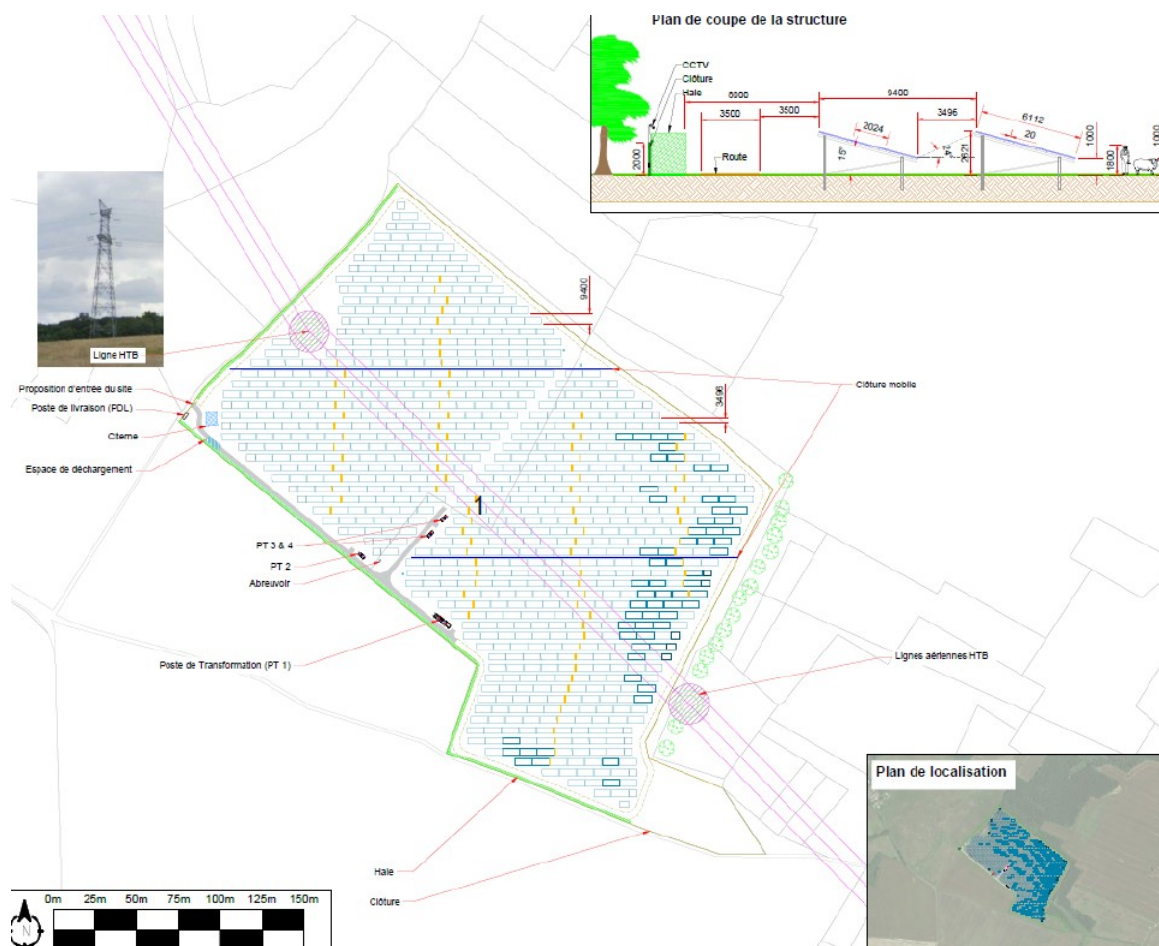 Plan de coupe de la structure
CCTV
Clôture
Haie
6000
9400
3500
3500
3496
6112
2024
20
15°
24°
2000
2621
1000
1800
1000
Route
Ligne HTB
9400
Proposition d'entrée du site
Poste de livraison (PDL)
Citerne
Espace de déchargement
Clôture mobile
3496
1
PT 3 & 4
PT 2
Abreuvoir
Poste de Transformation (PT 1)
Lignes aériennes HTB
Plan de localisation
Haie
Clôture
0m 25m 50m 75m 100m 125m 150m
N